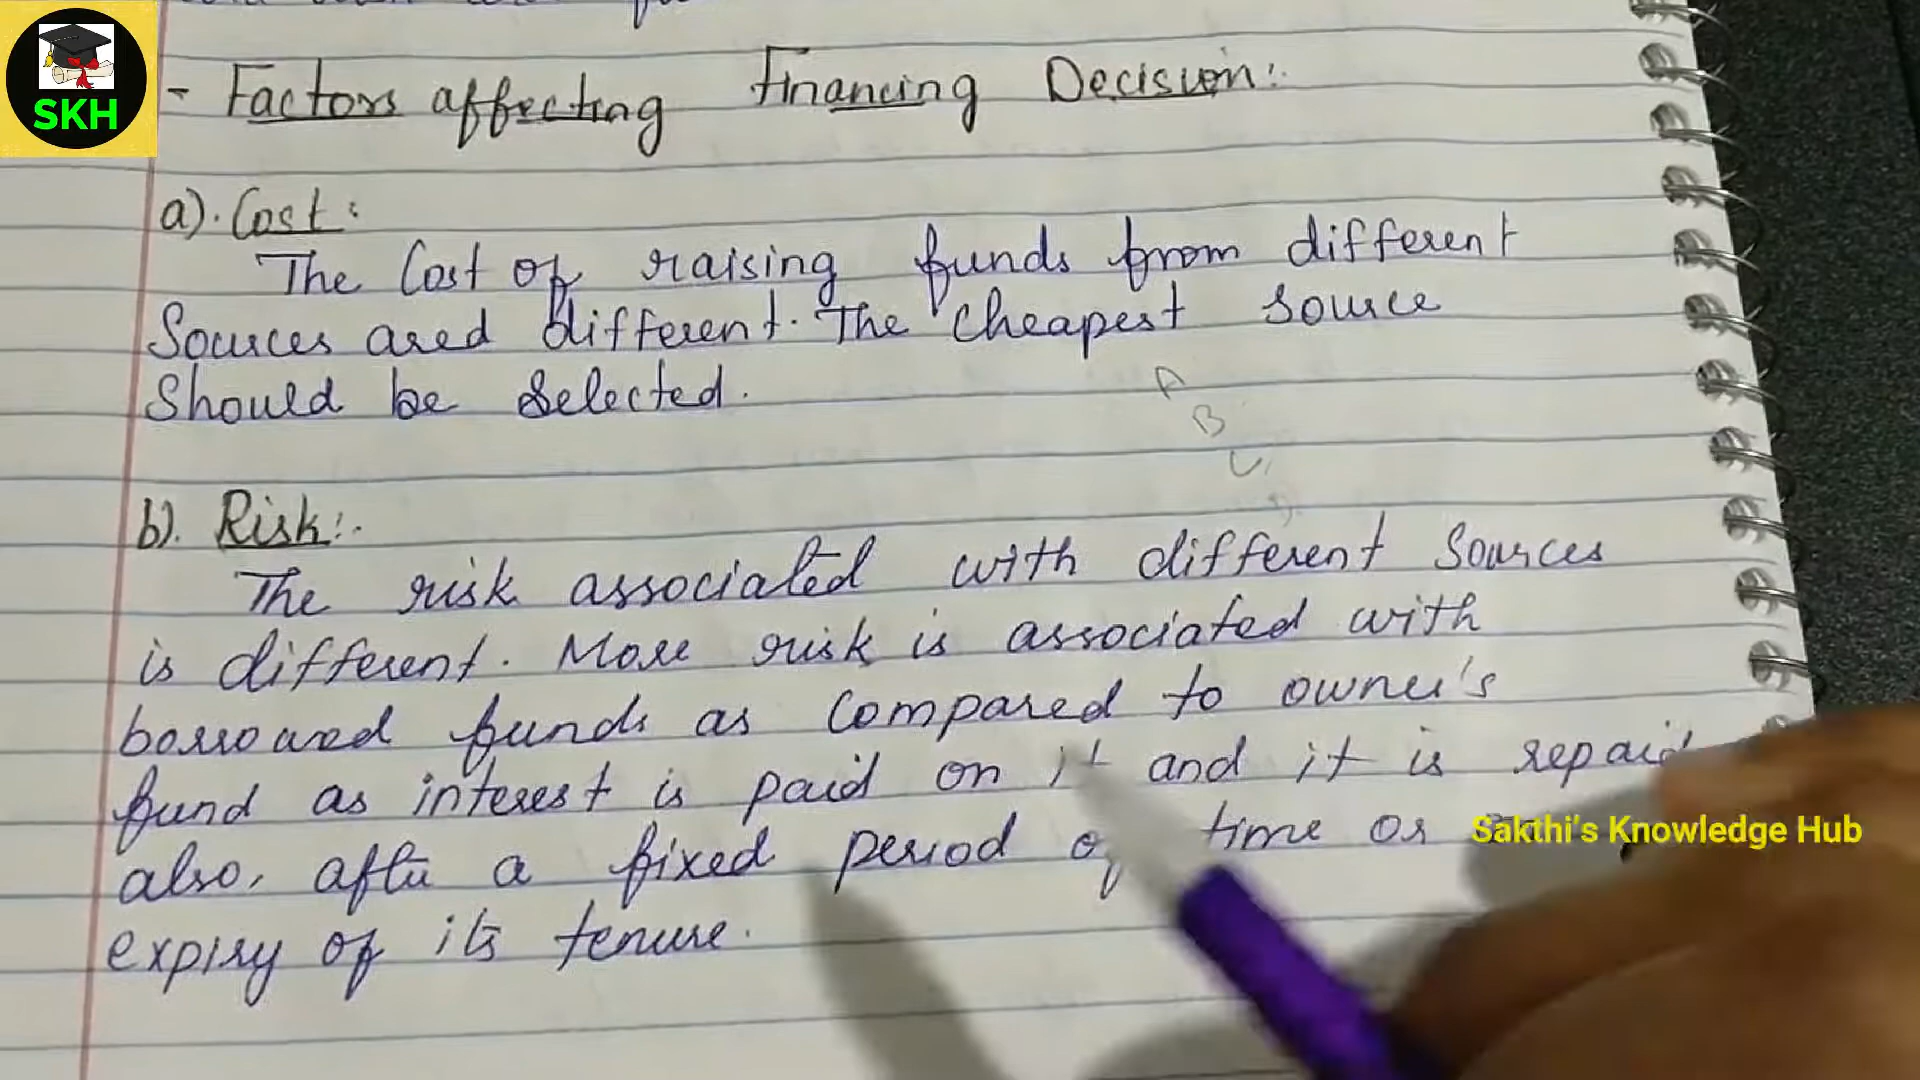 SKH
- Factors affecting Financing Decision:
a). Cost:
The Cost of raising funds from different
Sources ared different. The cheapest source
Should be Selected.
A
B
C
b). Risk:
The risk associated with different Sources
is different. More risk is associated with
borrowed funds as compared to owner's
fund as interest is paid on it and it is repaid
also, after a fixed period of time or
Sakthi's Knowledge Hub
expiry of its tenure.